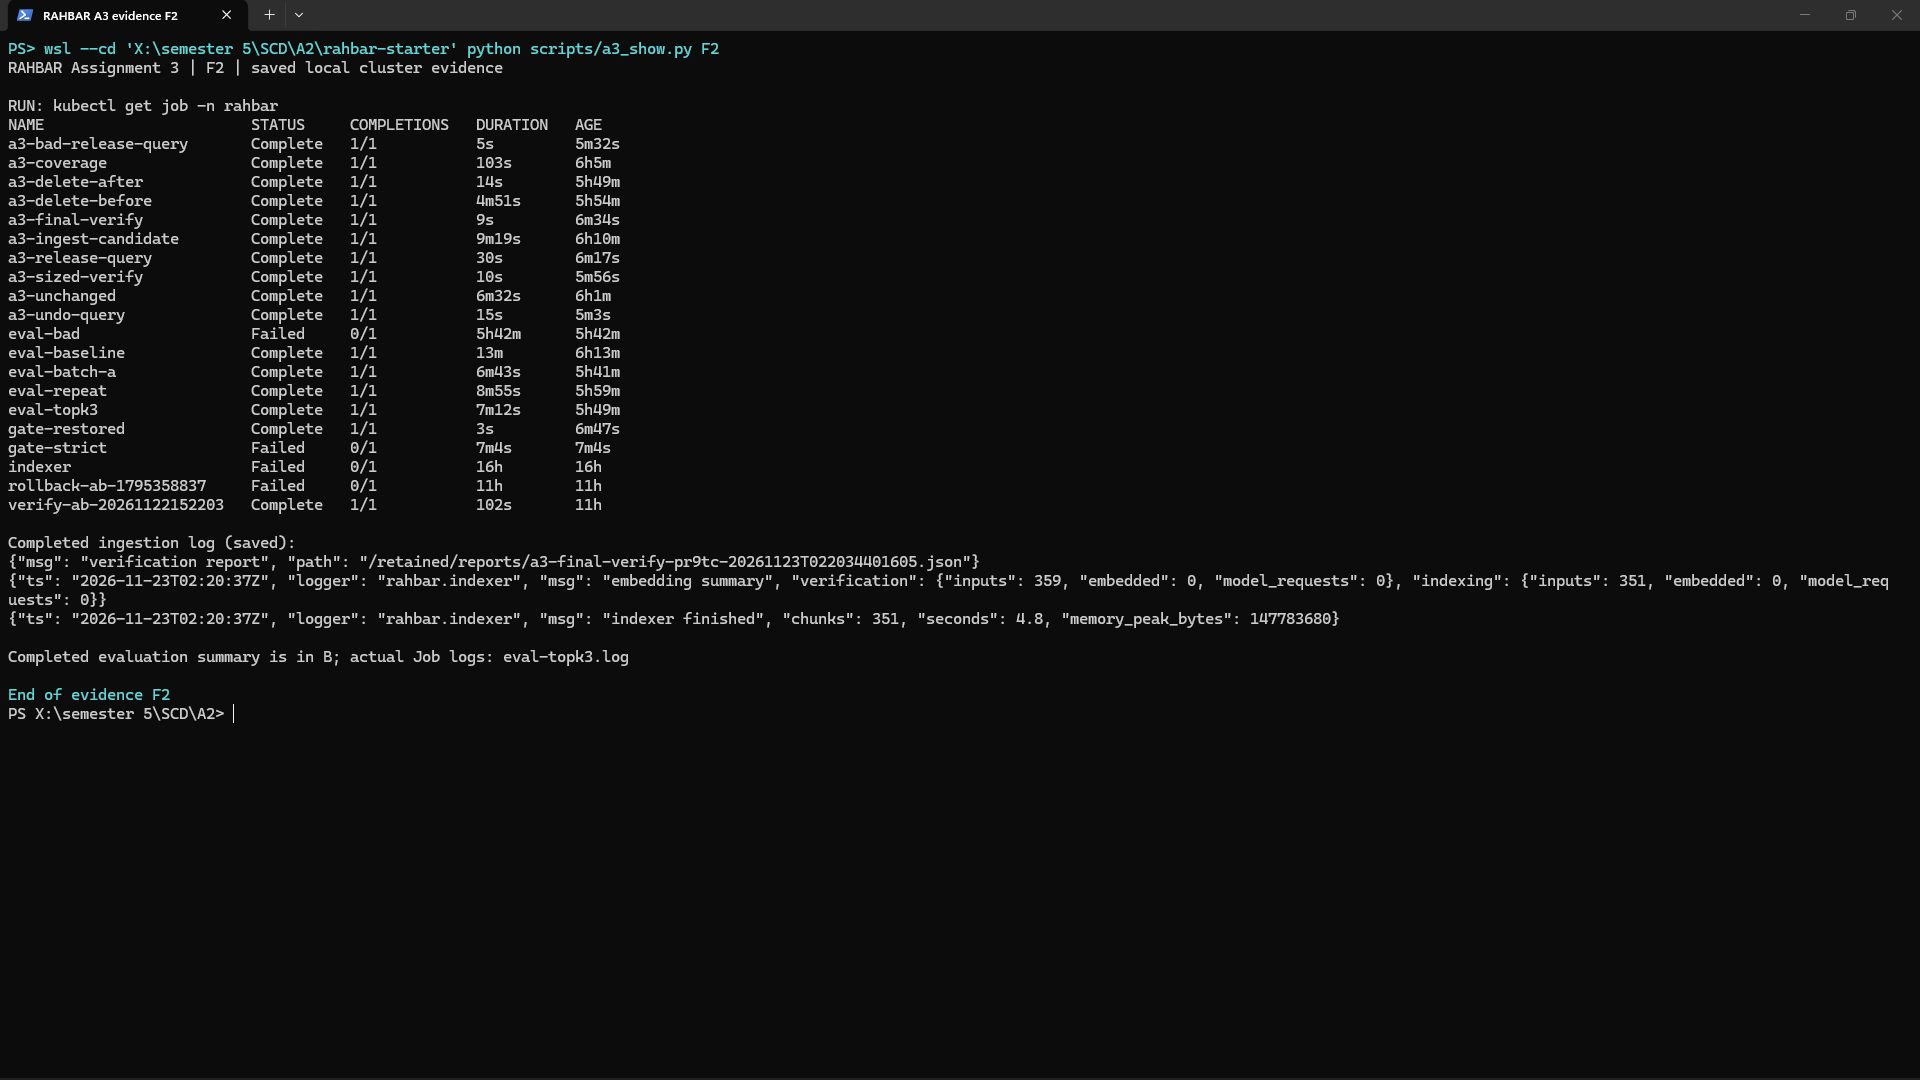 RAHBAR A3 evidence F2
PS> wsl --cd 'X:\semester 5\SCD\A2\rahbar-starter' python scripts/a3_show.py F2
RAHBAR Assignment 3 | F2 | saved local cluster evidence
RUN: kubectl get job -n rahbar
NAME                       STATUS     COMPLETIONS   DURATION   AGE
a3-bad-release-query       Complete   1/1           5s         5m32s
a3-coverage                Complete   1/1           103s       6h5m
a3-delete-after            Complete   1/1           14s        5h49m
a3-delete-before           Complete   1/1           4m51s      5h54m
a3-final-verify            Complete   1/1           9s         6m34s
a3-ingest-candidate        Complete   1/1           9m19s      6h10m
a3-release-query           Complete   1/1           30s        6m17s
a3-sized-verify            Complete   1/1           10s        5m56s
a3-unchanged               Complete   1/1           6m32s      6h1m
a3-undo-query              Complete   1/1           15s        5m3s
eval-bad                   Failed     0/1           5h42m      5h42m
eval-baseline              Complete   1/1           13m        6h13m
eval-batch-a               Complete   1/1           6m43s      5h41m
eval-repeat                Complete   1/1           8m55s      5h59m
eval-topk3                 Complete   1/1           7m12s      5h49m
gate-restored              Complete   1/1           3s         6m47s
gate-strict                Failed     0/1           7m4s       7m4s
indexer                    Failed     0/1           16h        16h
rollback-ab-1795358837     Failed     0/1           11h        11h
verify-ab-20261122152203   Complete   1/1           102s       11h
Completed ingestion log (saved):
{"msg": "verification report", "path": "/retained/reports/a3-final-verify-pr9tc-20261123T022034401605.json"}
{"ts": "2026-11-23T02:20:37Z", "logger": "rahbar.indexer", "msg": "embedding summary", "verification": {"inputs": 359, "embedded": 0, "model_requests": 0}, "indexing": {"inputs": 351, "embedded": 0, "model_req
uests": 0}}
{"ts": "2026-11-23T02:20:37Z", "logger": "rahbar.indexer", "msg": "indexer finished", "chunks": 351, "seconds": 4.8, "memory_peak_bytes": 147783680}
Completed evaluation summary is in B; actual Job logs: eval-topk3.log
End of evidence F2
PS X:\semester 5\SCD\A2>